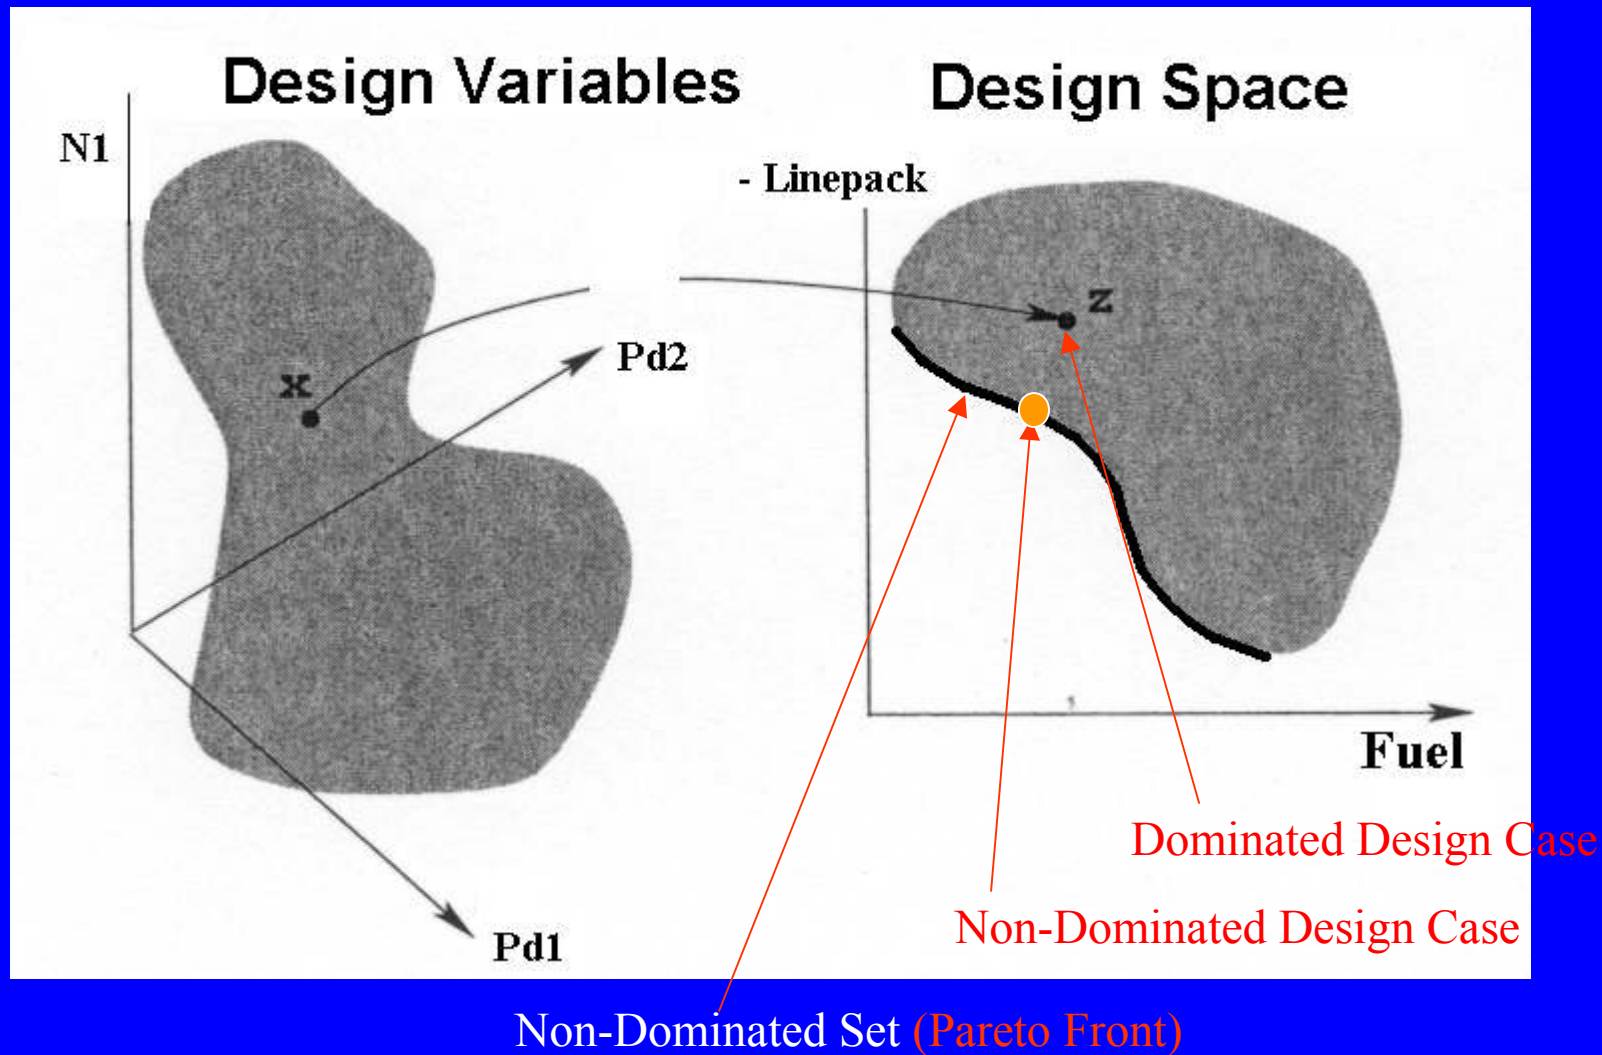 Design Variables
Design Space
N1
- Linepack
z
Pd2
x
Fuel
Dominated Design Case
Non-Dominated Design Case
Pd1
Non-Dominated Set (Pareto Front)